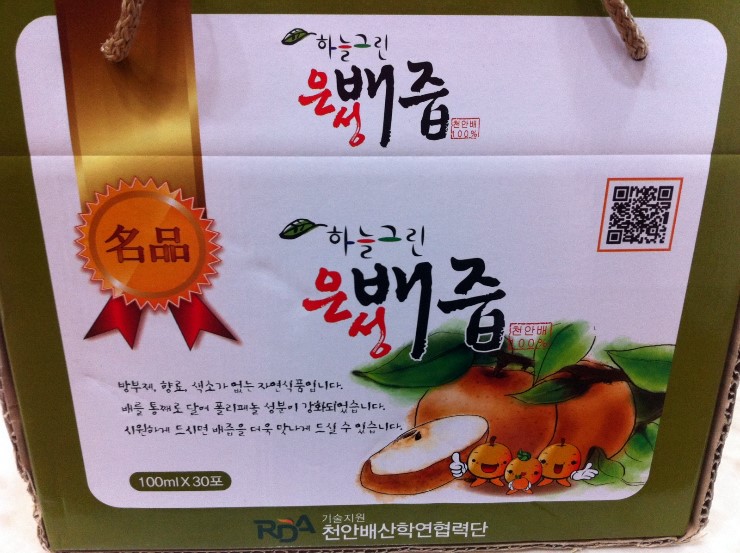 하늘그린
은성배즙
천안배
100%
名品
하늘그린
은성배즙
천안배
100%
방부제, 향료, 색소가 없는 자연식품입니다.
배를 통째로 달여 폴리페놀 성분이 강화되었습니다.
시원하게 드시면 배즙을 더욱 맛나게 드실 수 있습니다.
100ml X 30포
RDA 기술지원
천안배산학연협력단